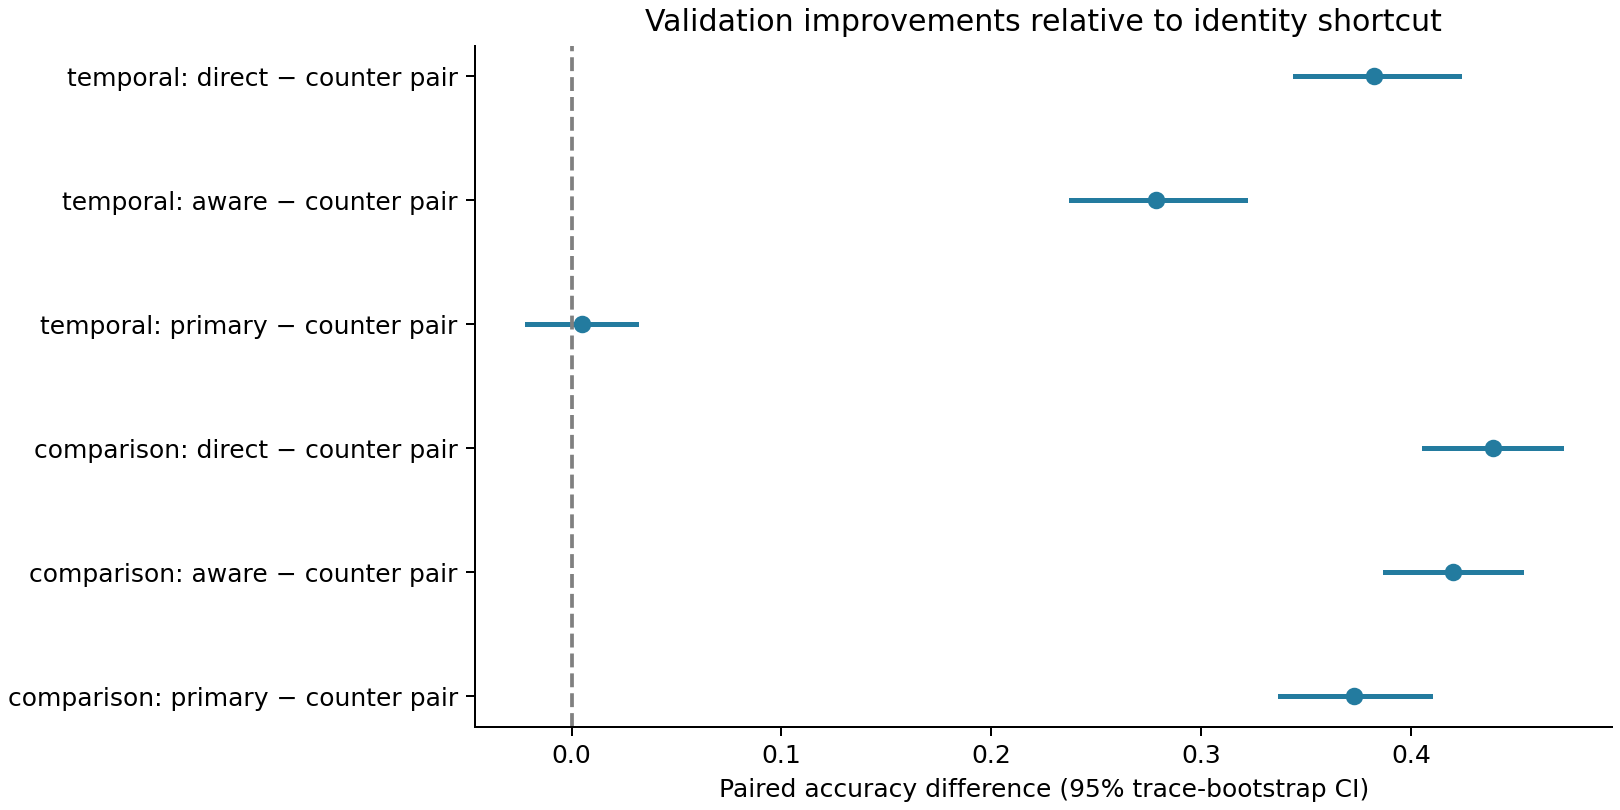 Validation improvements relative to identity shortcut
temporal: direct − counter pair
temporal: aware − counter pair
temporal: primary − counter pair
comparison: direct − counter pair
comparison: aware − counter pair
comparison: primary − counter pair
0.0 0.1 0.2 0.3 0.4
Paired accuracy difference (95% trace-bootstrap CI)